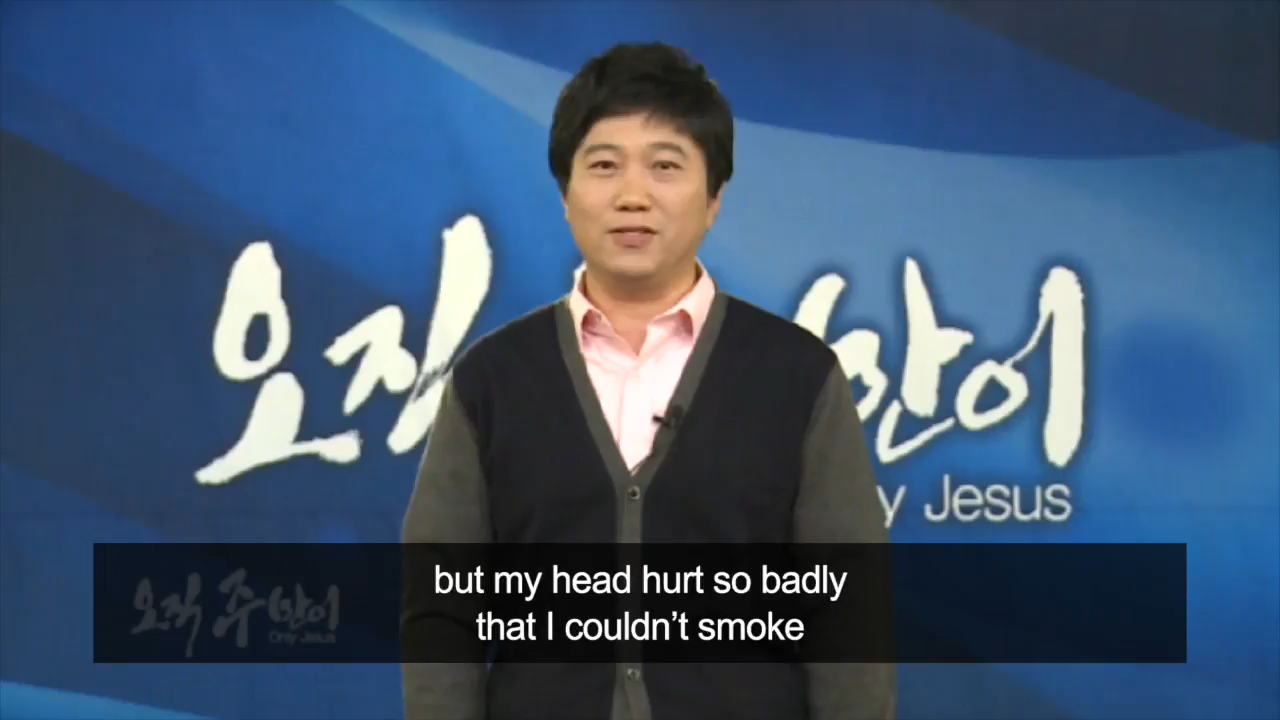 오직 만이
y Jesus
오직 주 만이
Only Jesus
but my head hurt so badly
that I couldn't smoke